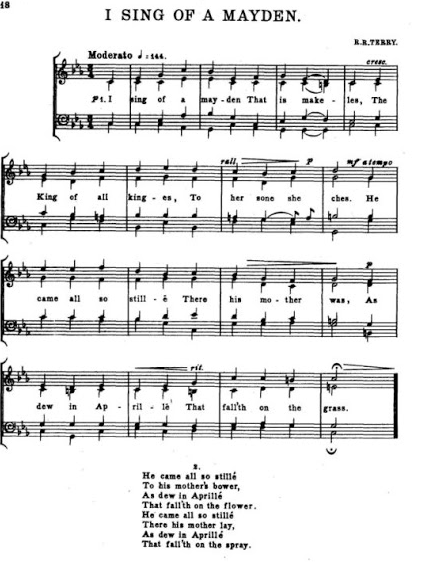 18
I SING OF A MAYDEN.
R.R.TERRY.
Moderato ♩=144.
cresc.
p 1. I sing of a may-den That is make-les, The
rall. p mf a tempo
King of all king-es, To her sone she ches. He
p
came all so still-ė There his mo-ther was, As
rit.
dew in Ap-ril-lė That fall'th on the grass.
2.
He came all so stillé
To his mother's bower,
As dew in Aprillé
That fall'th on the flower.
He came all so stillé
There his mother lay,
As dew in Aprillé
That fall'th on the spray.